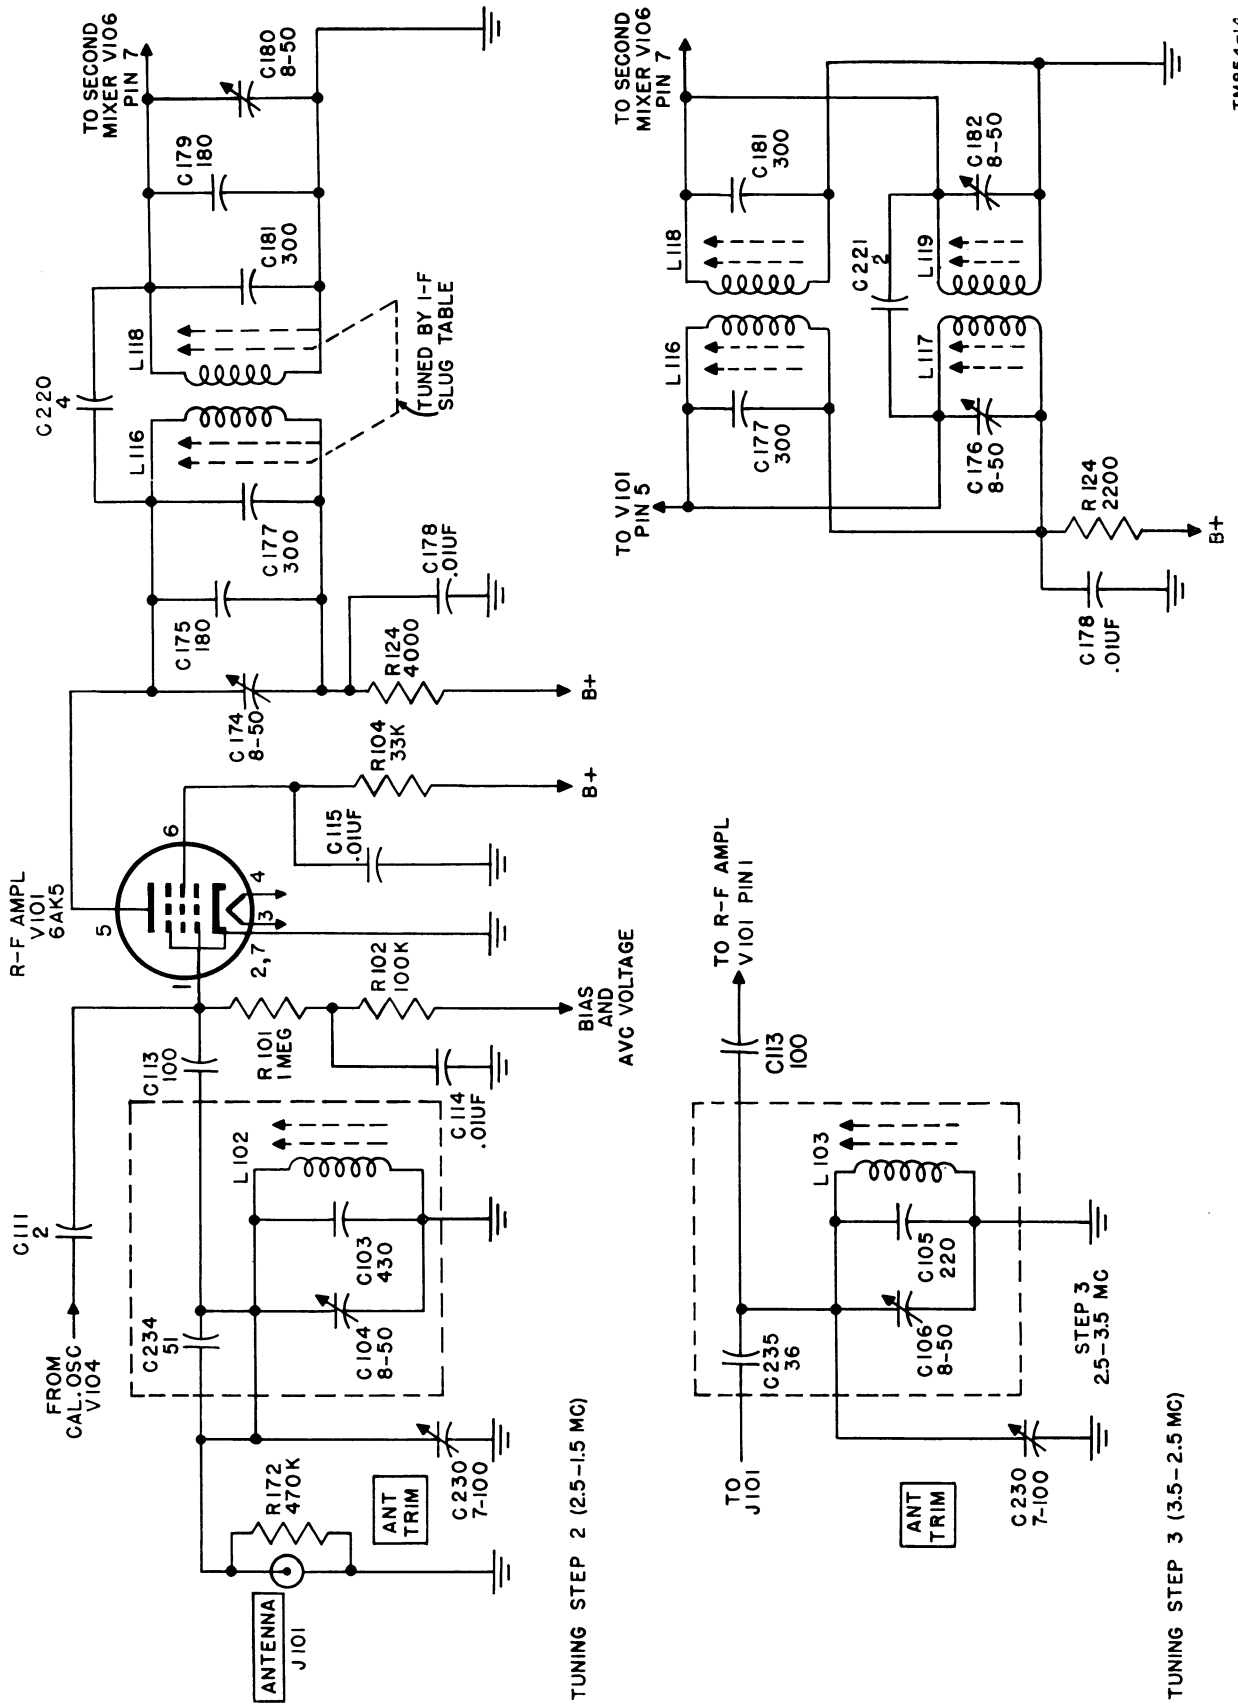 R-F AMPL
V101
6AK5
5
6
1
2,7
3
4
FROM
CAL. OSC
V104
C111
2
ANTENNA
J101
R172
470K
ANT
TRIM
C230
7-100
C234
51
C104
8-50
C103
430
L102
C113
100
R101
1 MEG
C114
.01UF
R102
100K
BIAS
AND
AVC VOLTAGE
C115
.01UF
R104
33K
B+
C174
8-50
R124
4000
B+
C175
180
C178
.01UF
C177
300
L116
C220
4
L118
(TUNED BY I-F
SLUG TABLE
C181
300
C179
180
C180
8-50
TO SECOND
MIXER V106
PIN 7
TUNING STEP 2 (2.5-1.5 MC)
TO
J101
ANT
TRIM
C230
7-100
C235
36
C106
8-50
C105
220
L103
STEP 3
2.5-3.5 MC
C113
100
TO R-F AMPL
V101 PIN 1
TO V101
PIN 5
C178
.01UF
R124
2200
B+
C177
300
L116
L118
C181
300
C176
8-50
L117
C221
2
L119
C182
8-50
TO SECOND
MIXER V106
PIN 7
TUNING STEP 3 (3.5-2.5 MC)